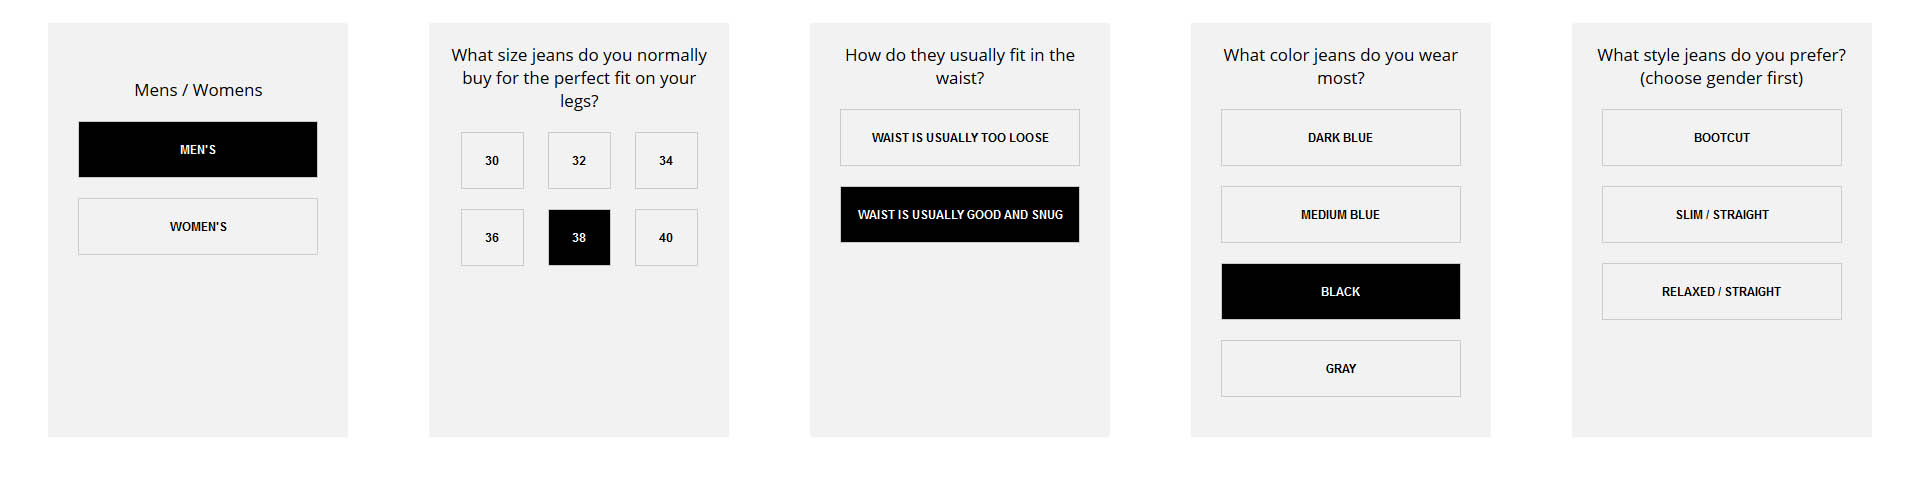 Mens / Womens
MEN'S
WOMEN'S
What size jeans do you normally
buy for the perfect fit on your
legs?
30 32 34
36 38 40
How do they usually fit in the
waist?
WAIST IS USUALLY TOO LOOSE
WAIST IS USUALLY GOOD AND SNUG
What color jeans do you wear
most?
DARK BLUE
MEDIUM BLUE
BLACK
GRAY
What style jeans do you prefer?
(choose gender first)
BOOTCUT
SLIM / STRAIGHT
RELAXED / STRAIGHT